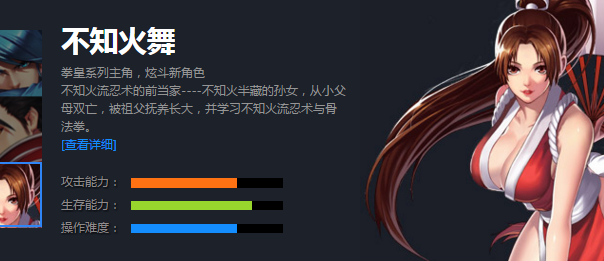 不知火舞
拳皇系列主角，炫斗新角色
不知火流忍术的前当家----不知火半藏的孙女，从小父
母双亡，被祖父抚养长大，并学习不知火流忍术与骨
法拳。
[查看详细]
攻击能力：
生存能力：
操作难度：